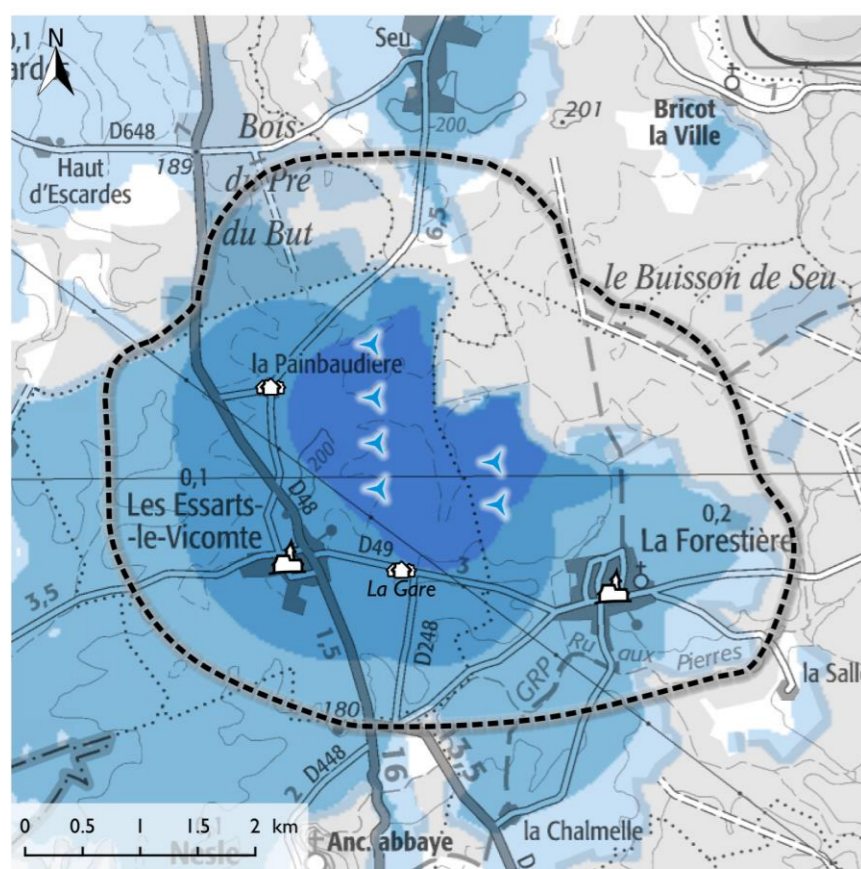 0,1
ardes
N
Seu
D648
Haut
d'Escardes
7
189
Bois
du Pré
du But
200
201
Bricot
la Ville
7
6,5
le Buisson de Seu
la Painbaudière
0,1
200
Les Essarts-
-le-Vicomte
D48
D49
La Gare
3
0,2
La Forestière
3,5
1,5
D248
GRP
Ru aux Pierres
la Salle
180
D448
2
16
3,5
la Chalmelle
D
Anc. abbaye
Nesle
0 0.5 1 1.5 2 km